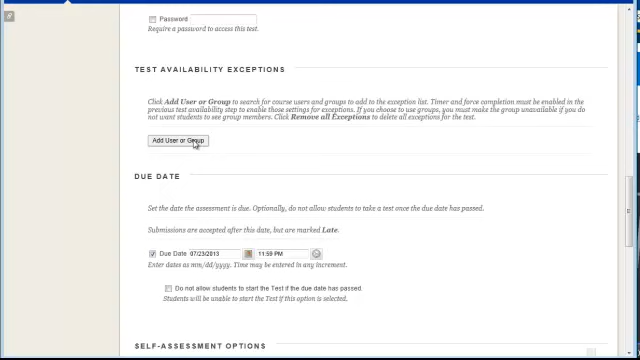 Password
Require a password to access this test.
TEST AVAILABILITY EXCEPTIONS
Click Add User or Group to search for course users and groups to add to the exception list. Timer and force completion must be enabled in the
previous test availability step to enable those settings for exceptions. If you choose to use groups, you must make the group unavailable if you do
not want students to see group members. Click Remove all Exceptions to delete all exceptions for the test.
Add User or Group
DUE DATE
Set the date the assessment is due. Optionally, do not allow students to take a test once the due date has passed.
Submissions are accepted after this date, but are marked Late.
Due Date 07/23/2013 11:59 PM
Enter dates as mm/dd/yyyy. Time may be entered in any increment.
Do not allow students to start the Test if the due date has passed.
Students will be unable to start the Test if this option is selected.
SELF-ASSESSMENT OPTIONS